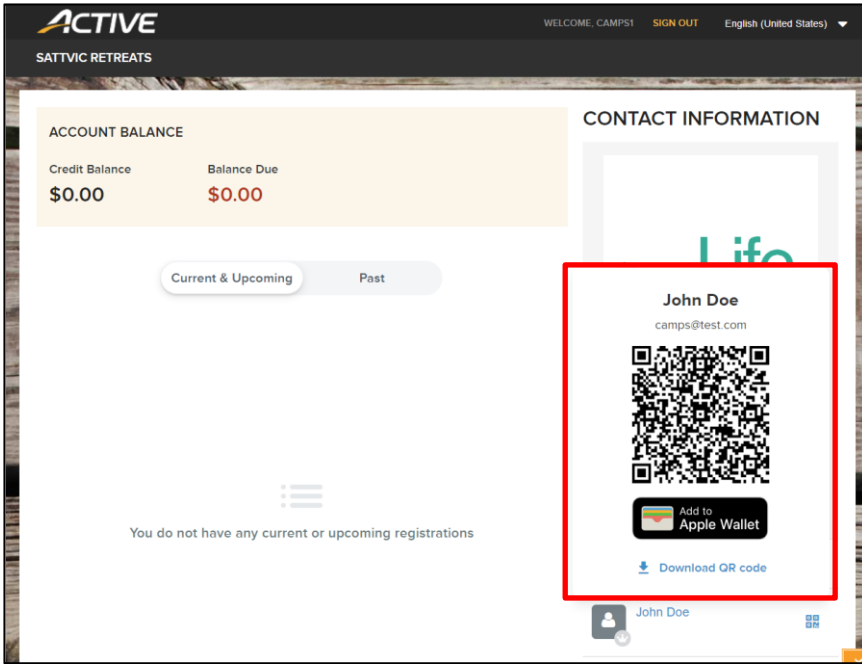 ACTIVE
WELCOME, CAMPS1 SIGN OUT English (United States)
SATTVIC RETREATS
ACCOUNT BALANCE
Credit Balance Balance Due
$0.00 $0.00
Current & Upcoming Past
You do not have any current or upcoming registrations
CONTACT INFORMATION
Life
John Doe
camps@test.com
Add to
Apple Wallet
Download QR code
John Doe